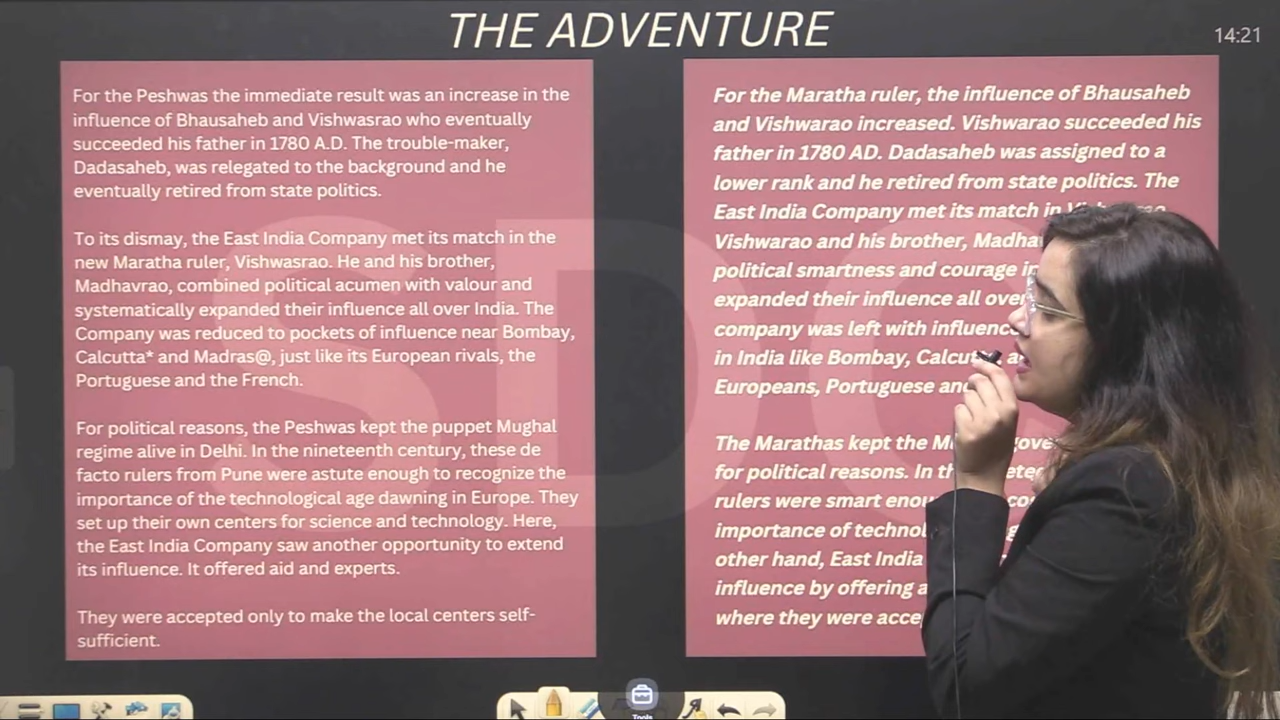 THE ADVENTURE
14:21
For the Peshwas the immediate result was an increase in the
influence of Bhausaheb and Vishwasrao who eventually
succeeded his father in 1780 A.D. The trouble-maker,
Dadasaheb, was relegated to the background and he
eventually retired from state politics.
To its dismay, the East India Company met its match in the
new Maratha ruler, Vishwasrao. He and his brother,
Madhavrao, combined political acumen with valour and
systematically expanded their influence all over India. The
Company was reduced to pockets of influence near Bombay,
Calcutta* and Madras@, just like its European rivals, the
Portuguese and the French.
For political reasons, the Peshwas kept the puppet Mughal
regime alive in Delhi. In the nineteenth century, these de
facto rulers from Pune were astute enough to recognize the
importance of the technological age dawning in Europe. They
set up their own centers for science and technology. Here,
the East India Company saw another opportunity to extend
its influence. It offered aid and experts.
They were accepted only to make the local centers self-
sufficient.
For the Maratha ruler, the influence of Bhausaheb
and Vishwarao increased. Vishwarao succeeded his
father in 1780 AD. Dadasaheb was assigned to a
lower rank and he retired from state politics. The
East India Company met its match in
Vishwarao and his brother,
political smartness and courage
expanded their influence all over
company was left with
in India like Bombay,
Europeans, Portuguese
The Marathas kept the
for political reasons. In
rulers were smart
importance of
other hand, East India
influence by offering
where they were
SDC
Tools